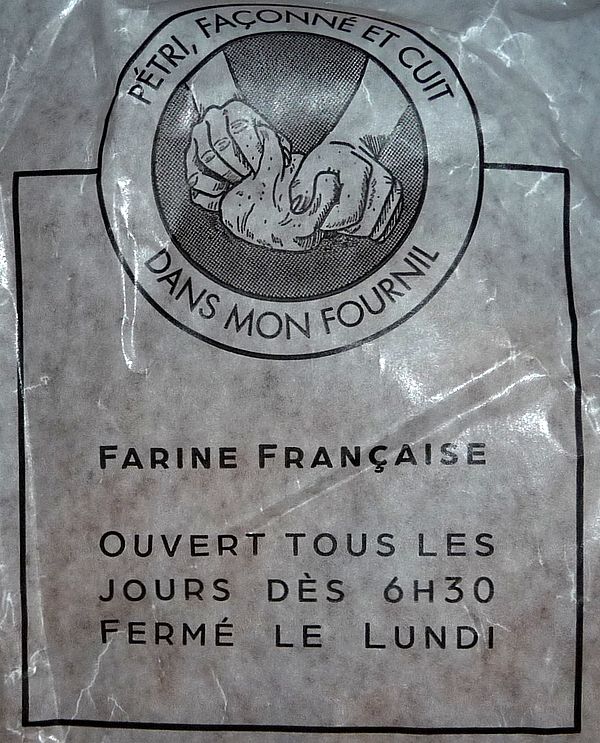 PÉTRI, FAÇONNÉ ET CUIT
DANS MON FOURNIL
FARINE FRANÇAISE
OUVERT TOUS LES
JOURS DÈS 6H30
FERMÉ LE LUNDI